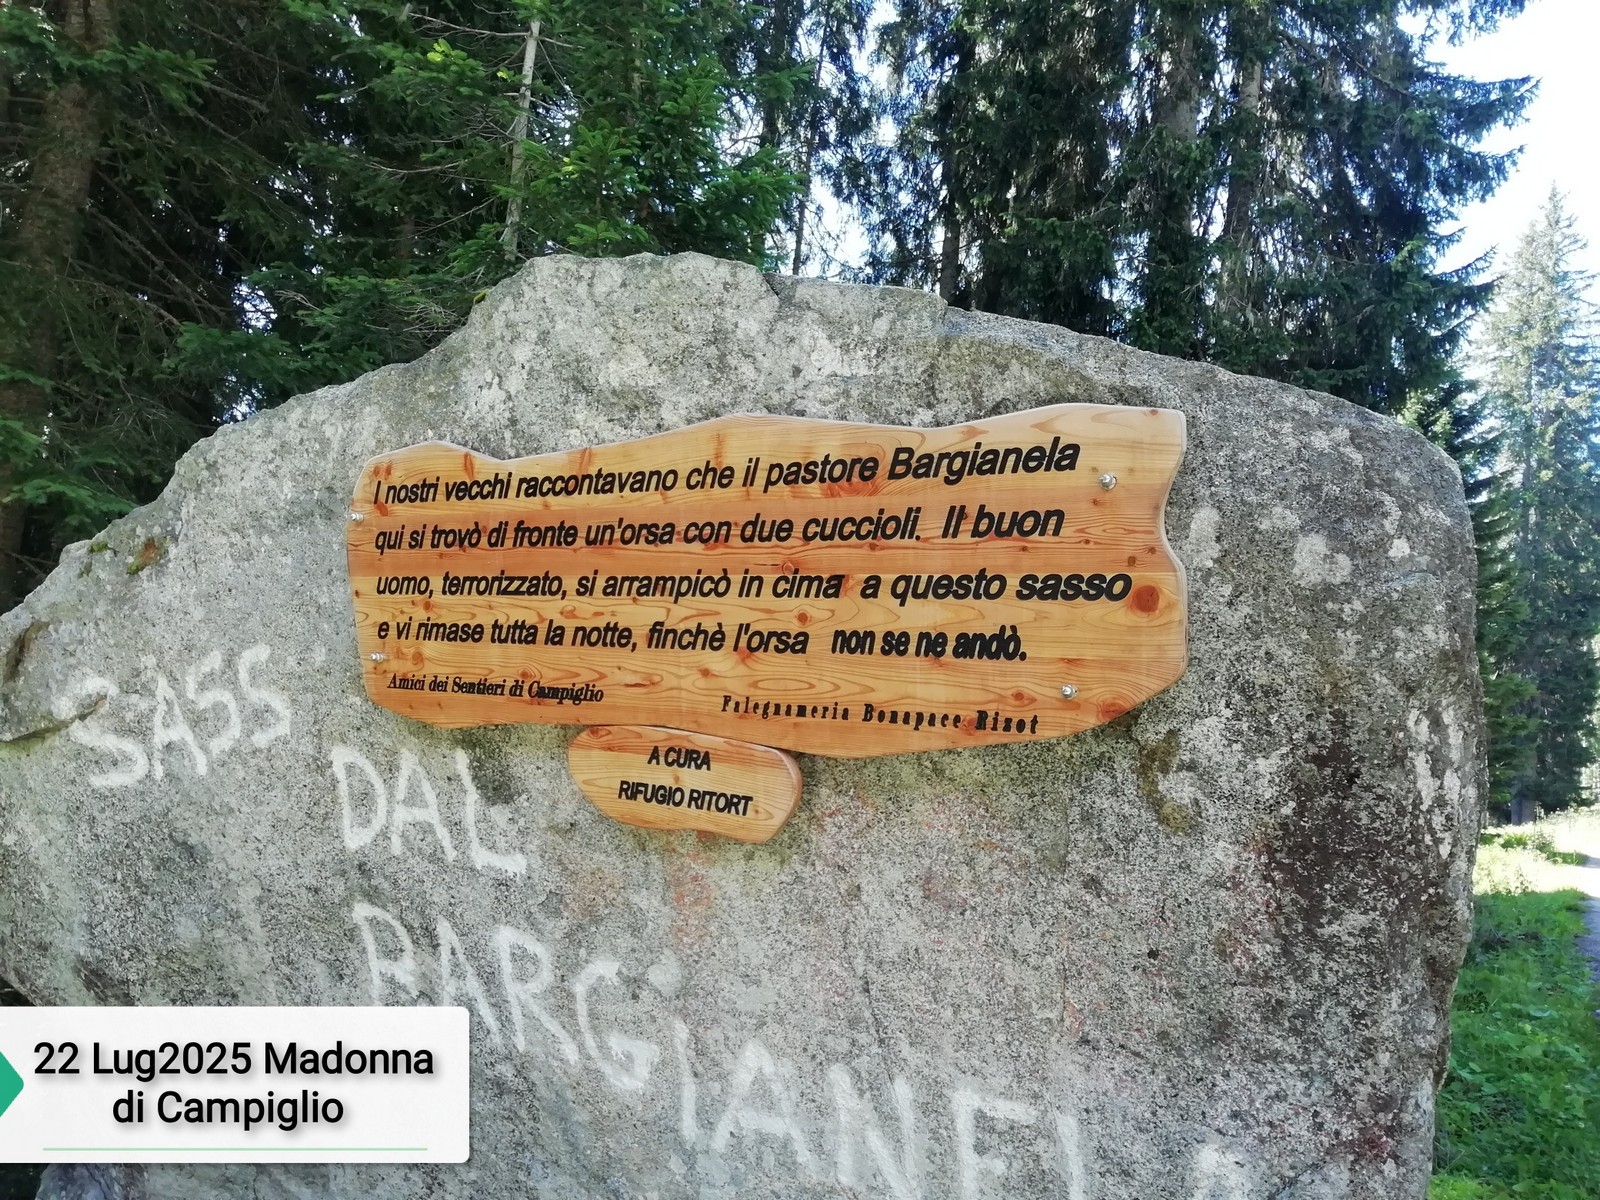 I nostri vecchi raccontavano che il pastore Bargianela
qui si trovò di fronte un'orsa con due cuccioli. Il buon
uomo, terrorizzato, si arrampicò in cima a questo sasso
e vi rimase tutta la notte, finchè l'orsa non se ne andò.
Amici dei Sentieri di Campiglio
Falegnameria Bonapace Rizot
A CURA
RIFUGIO RITORT
SASS
DAL
BARGIANEL
22 Lug2025 Madonna
di Campiglio